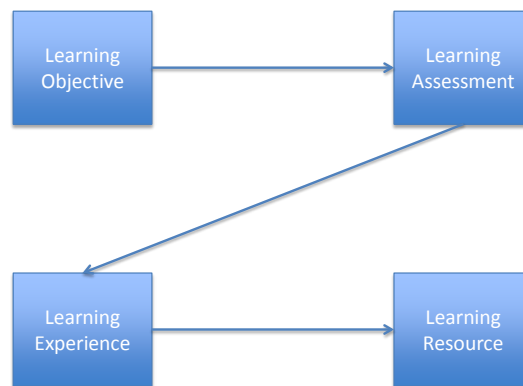 Learning
Objective
Learning
Assessment
Learning
Experience
Learning
Resource